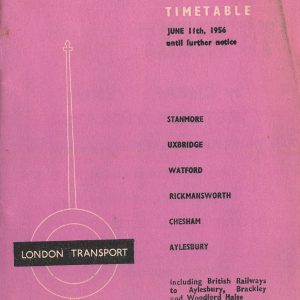 TIMETABLE
JUNE 11th, 1956
until further notice
STANMORE
UXBRIDGE
WATFORD
RICKMANSWORTH
CHESHAM
AYLESBURY
LONDON TRANSPORT
including British Railways
to Aylesbury, Brackley
and Woodford Halse